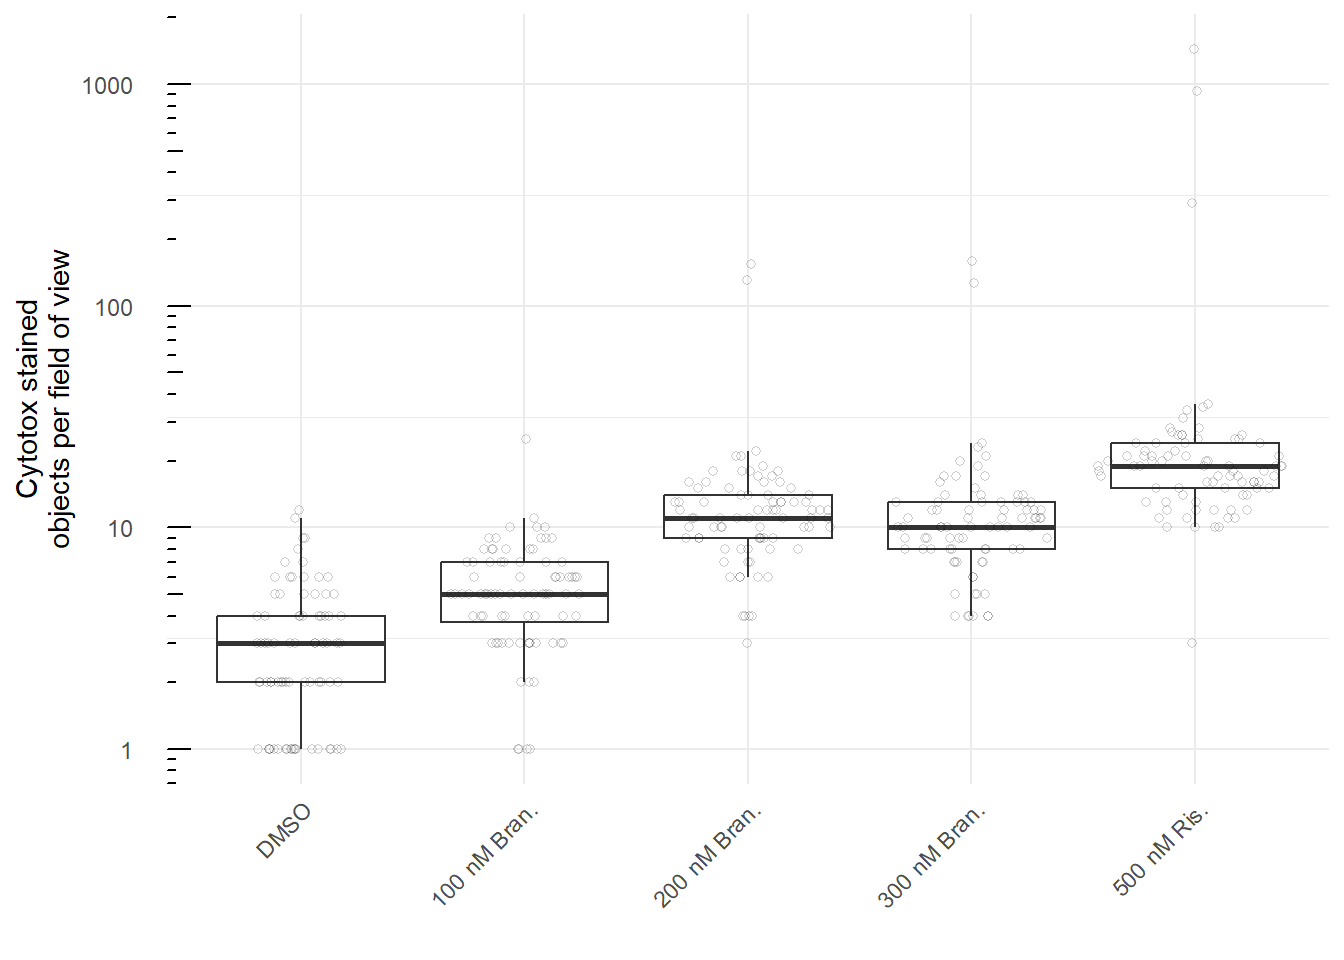 Cytotox stained
objects per field of view
1000
100
10
1
DMSO
100 nM Bran.
200 nM Bran.
300 nM Bran.
500 nM Ris.